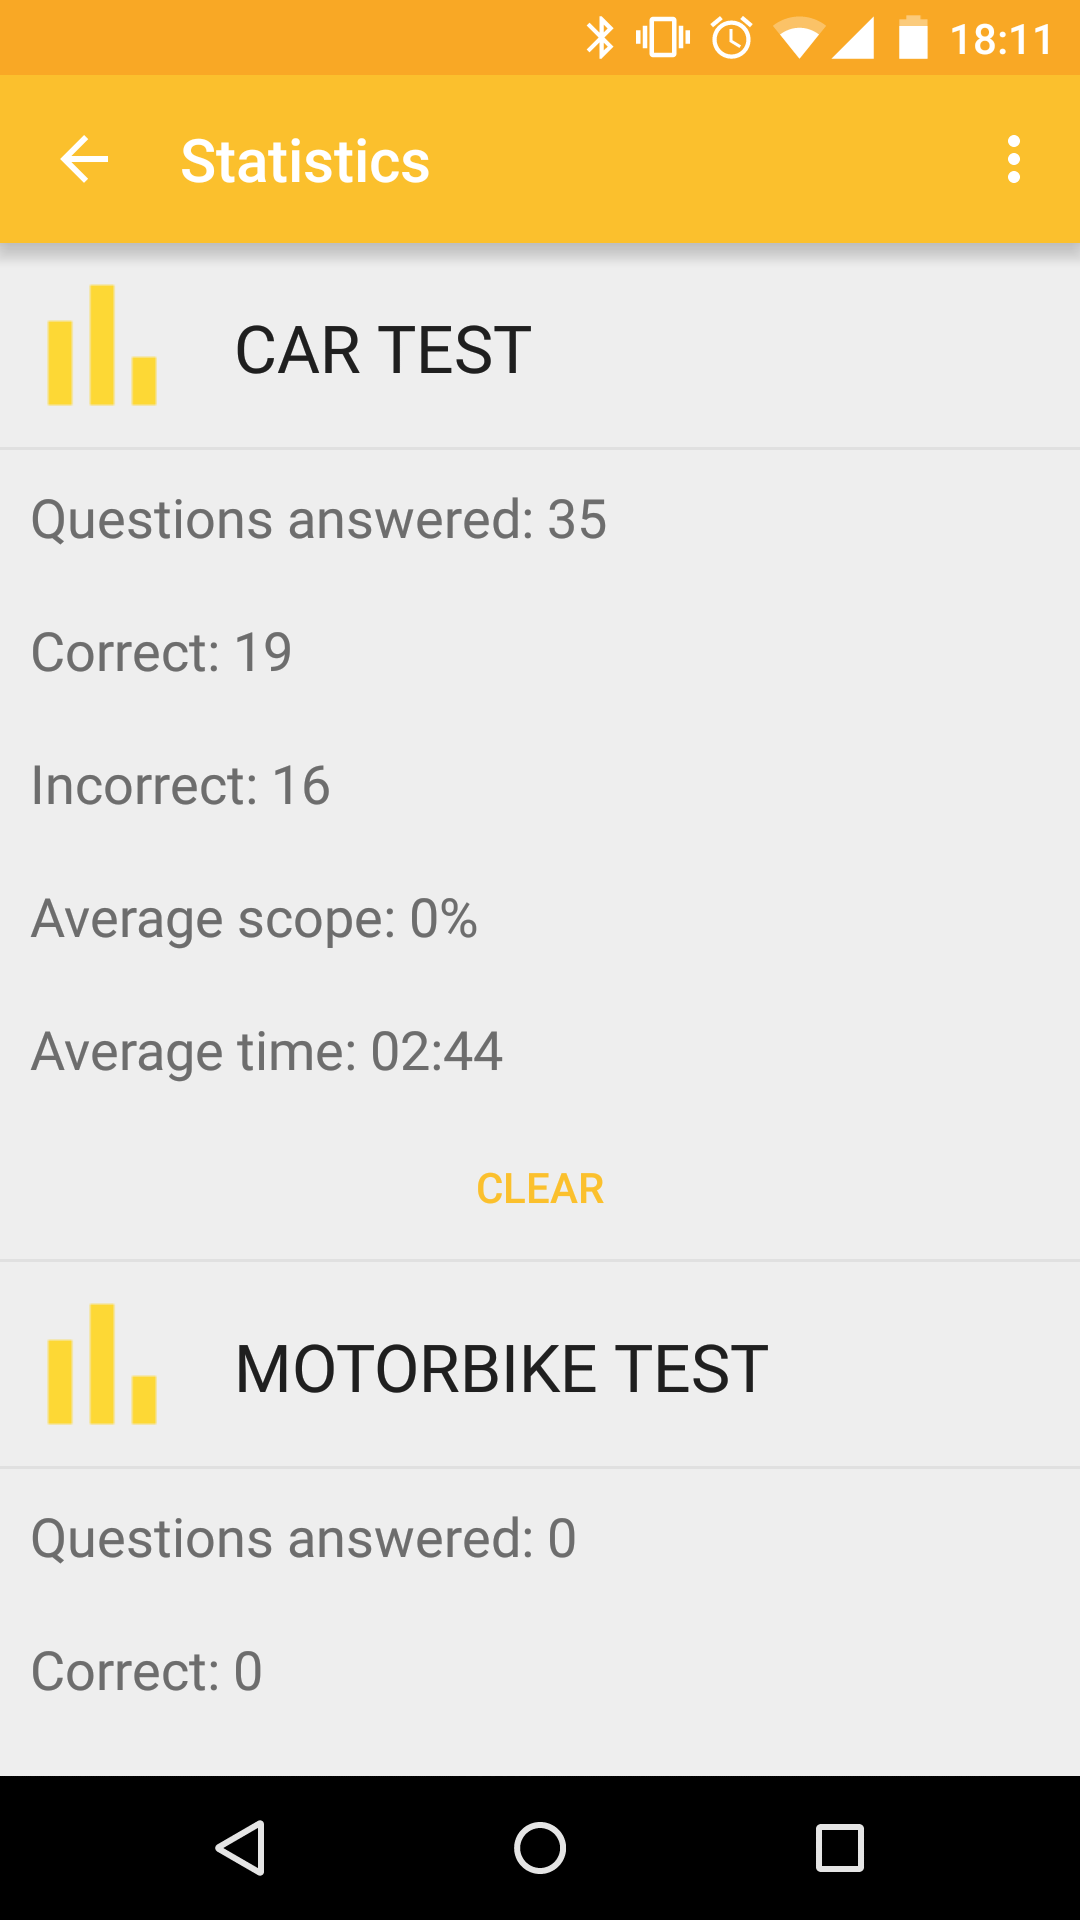 18:11
Statistics
CAR TEST
Questions answered: 35
Correct: 19
Incorrect: 16
Average scope: 0%
Average time: 02:44
CLEAR
MOTORBIKE TEST
Questions answered: 0
Correct: 0